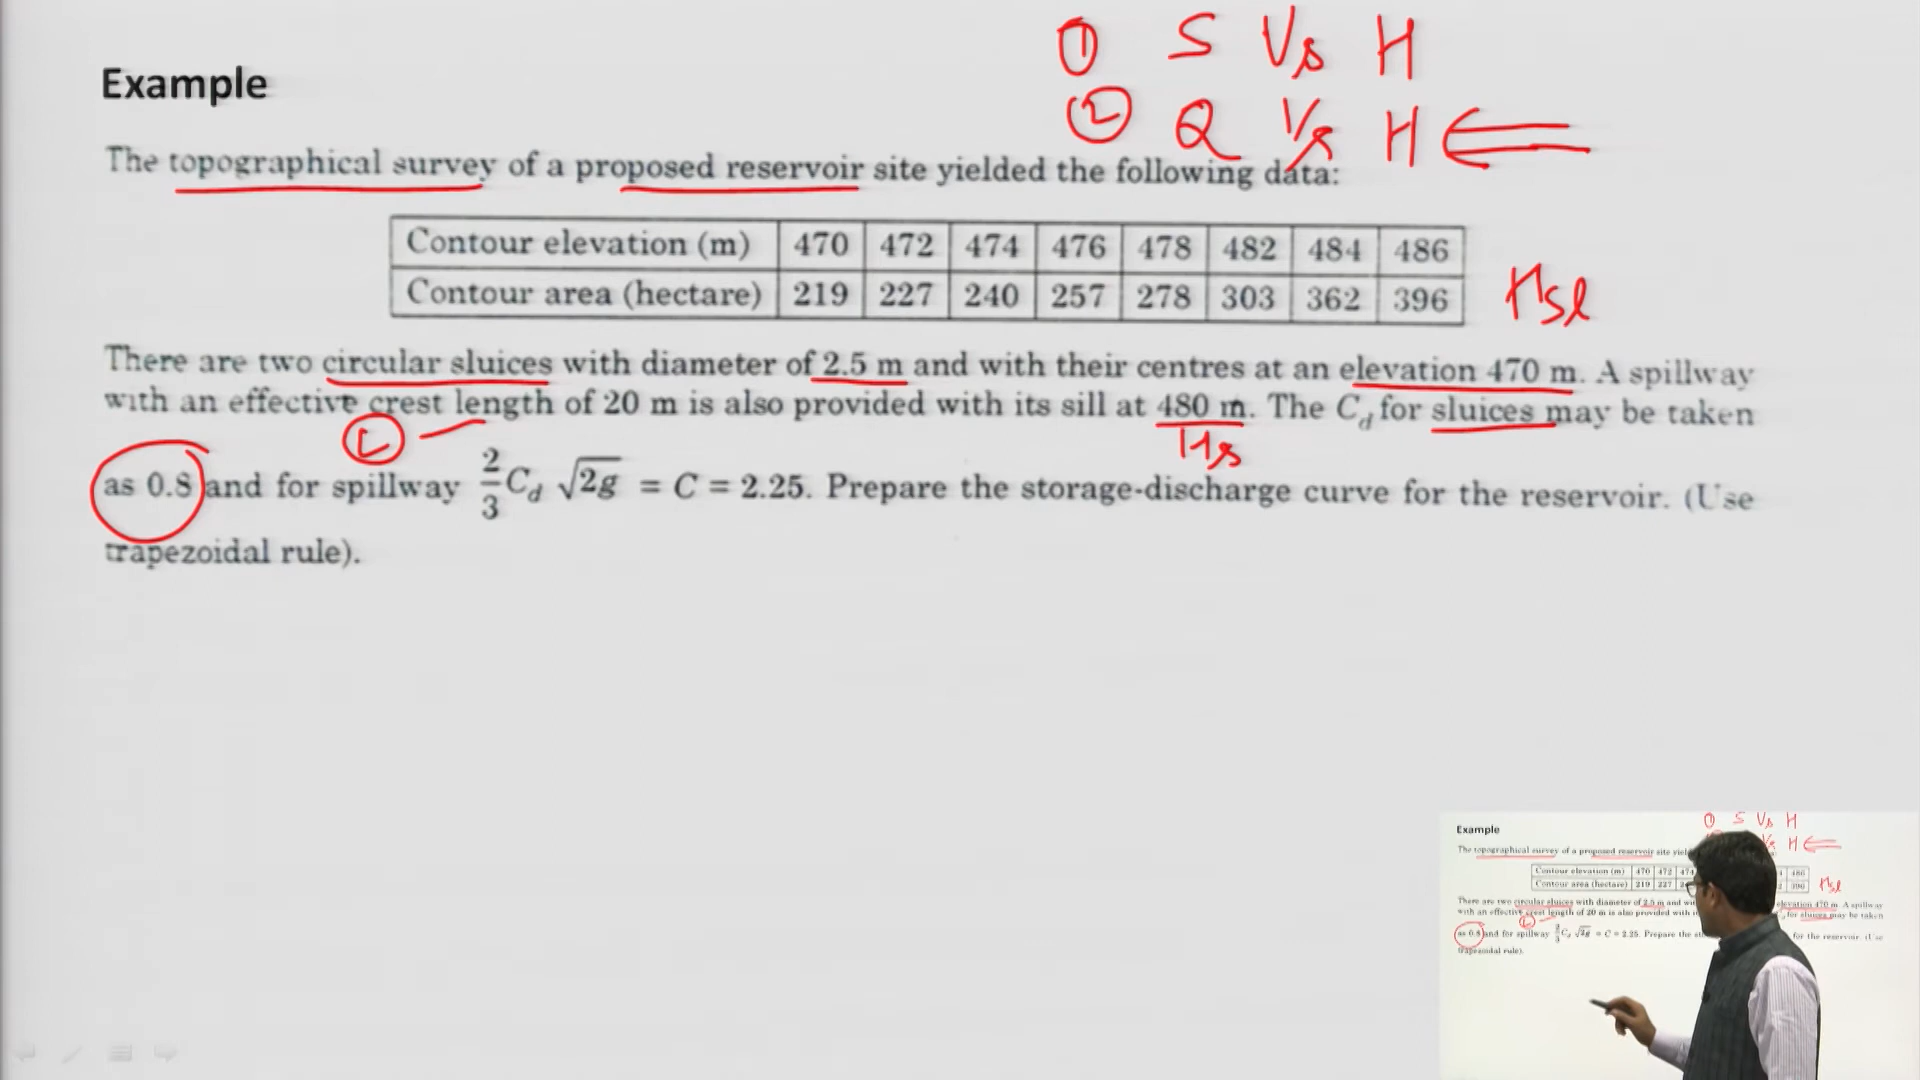 ① S Vs H
Example
② Q Vs H
The topographical survey of a proposed reservoir site yielded the following data:
Contour elevation (m) 470 472 474 476 478 482 484 486
Contour area (hectare) 219 227 240 257 278 303 362 396
Hsl
There are two circular sluices with diameter of 2.5 m and with their centres at an elevation 470 m. A spillway
with an effective crest length of 20 m is also provided with its sill at 480 m. The C_d for sluices may be taken
L
Hs
as 0.8 and for spillway 2/3 C_d √2g = C = 2.25. Prepare the storage-discharge curve for the reservoir. (Use
trapezoidal rule).